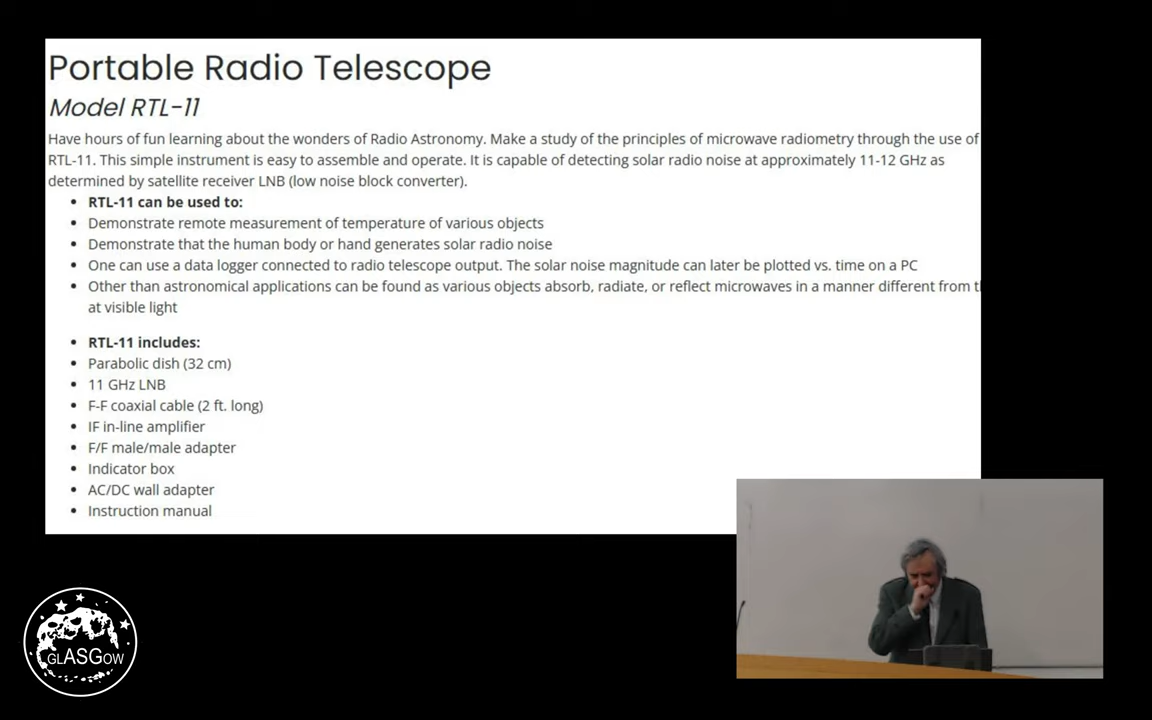 Portable Radio Telescope
Model RTL-11
Have hours of fun learning about the wonders of Radio Astronomy. Make a study of the principles of microwave radiometry through the use of
RTL-11. This simple instrument is easy to assemble and operate. It is capable of detecting solar radio noise at approximately 11-12 GHz as
determined by satellite receiver LNB (low noise block converter).
• RTL-11 can be used to:
• Demonstrate remote measurement of temperature of various objects
• Demonstrate that the human body or hand generates solar radio noise
• One can use a data logger connected to radio telescope output. The solar noise magnitude can later be plotted vs. time on a PC
• Other than astronomical applications can be found as various objects absorb, radiate, or reflect microwaves in a manner different from
at visible light
• RTL-11 includes:
• Parabolic dish (32 cm)
• 11 GHz LNB
• F-F coaxial cable (2 ft. long)
• IF in-line amplifier
• F/F male/male adapter
• Indicator box
• AC/DC wall adapter
• Instruction manual
GLASGOW